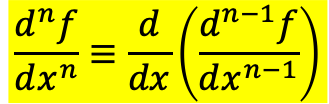 dⁿf/dxⁿ ≡ d/dx (dⁿ⁻¹f/dxⁿ⁻¹)